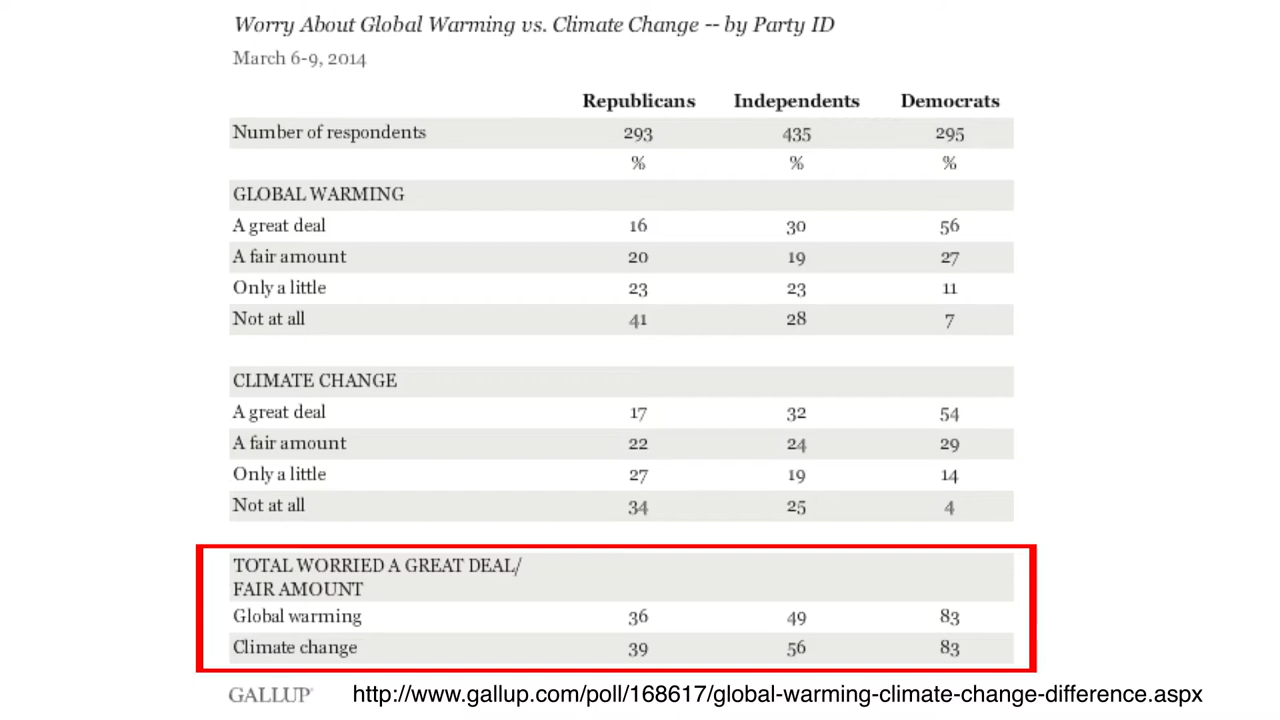 Worry About Global Warming vs. Climate Change -- by Party ID
March 6-9, 2014
Republicans Independents Democrats
Number of respondents 293 435 295
% % %
GLOBAL WARMING
A great deal 16 30 56
A fair amount 20 19 27
Only a little 23 23 11
Not at all 41 28 7
CLIMATE CHANGE
A great deal 17 32 54
A fair amount 22 24 29
Only a little 27 19 14
Not at all 34 25 4
TOTAL WORRIED A GREAT DEAL/
FAIR AMOUNT
Global warming 36 49 83
Climate change 39 56 83
GALLUP http://www.gallup.com/poll/168617/global-warming-climate-change-difference.aspx